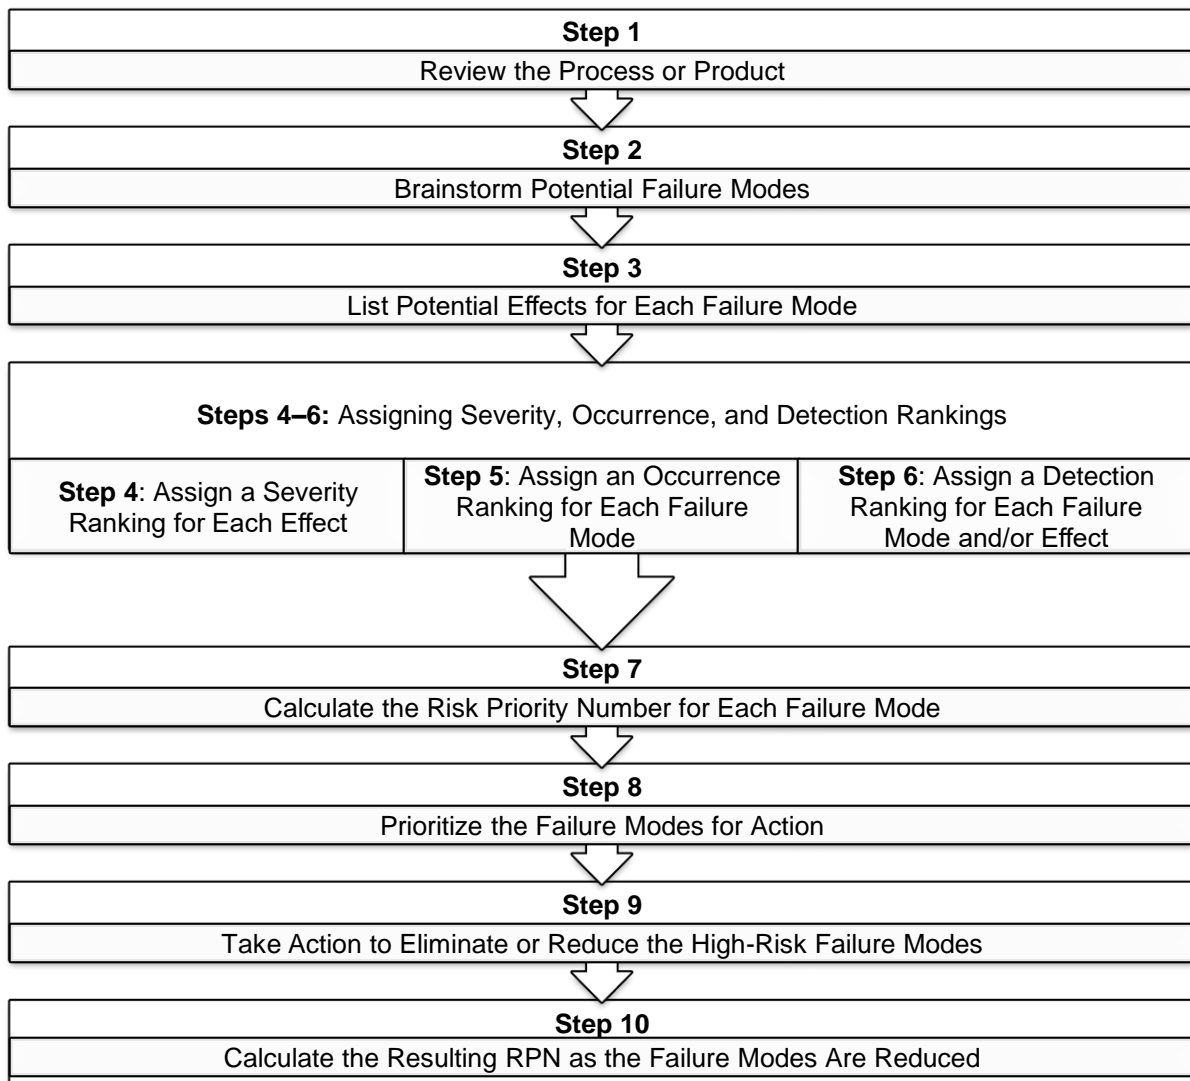 Step 1
Review the Process or Product
Step 2
Brainstorm Potential Failure Modes
Step 3
List Potential Effects for Each Failure Mode
Steps 4–6: Assigning Severity, Occurrence, and Detection Rankings
Step 4: Assign a Severity
Ranking for Each Effect
Step 5: Assign an Occurrence
Ranking for Each Failure
Mode
Step 6: Assign a Detection
Ranking for Each Failure
Mode and/or Effect
Step 7
Calculate the Risk Priority Number for Each Failure Mode
Step 8
Prioritize the Failure Modes for Action
Step 9
Take Action to Eliminate or Reduce the High-Risk Failure Modes
Step 10
Calculate the Resulting RPN as the Failure Modes Are Reduced